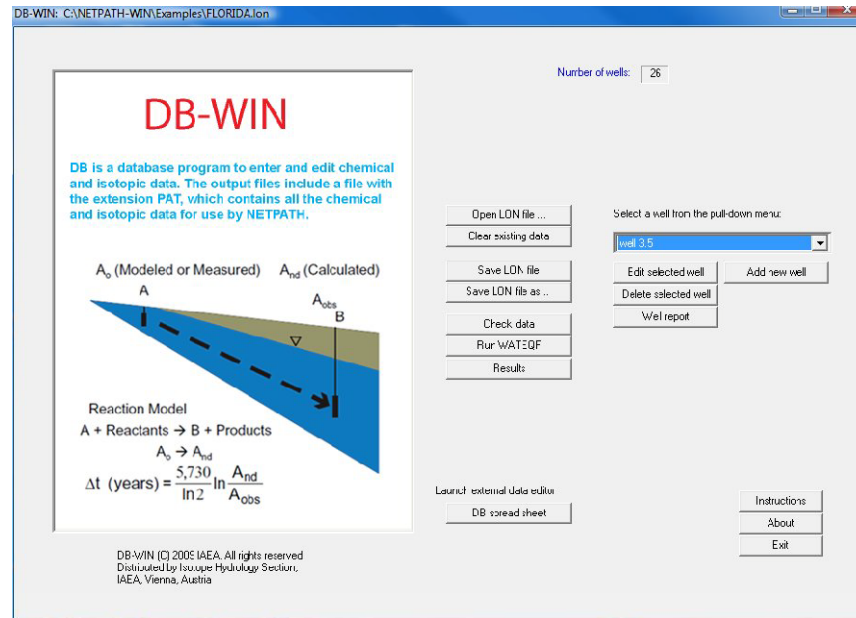 DB-WIN: C:\NETPATH-WIN\Examples\FLORIDA.lon
Number of wells: 26
DB-WIN
DB is a database program to enter and edit chemical
and isotopic data. The output files include a file with
the extension PAT, which contains all the chemical
and isotopic data for use by NETPATH.
Aₒ (Modeled or Measured) Aₙd (Calculated)
A
Aobs
B
Reaction Model
A + Reactants → B + Products
Aₒ → And
Δt (years) = 5,730/ln2 ln And/Aobs
DB-WIN (C) 2009 IAEA. All rights reserved
Distributed by Isotope Hydrology Section,
IAEA, Vienna, Austria
Open LON file ...
Clear existing data
Save LON file
Save LON file as ..
Check data
Run WATEQF
Results
Launch external data editor
DB spread sheet
Select a well from the pull-down menu:
well 3.5
Edit selected well
Add new well
Delete selected well
Well report
Instructions
About
Exit